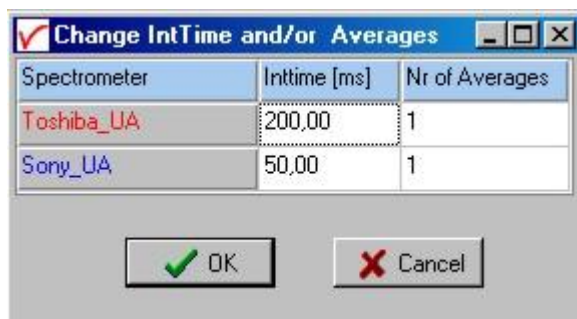 Change IntTime and/or Averages
Spectrometer Inttime [ms] Nr of Averages
Toshiba_UA 200,00 1
Sony_UA 50,00 1
OK Cancel